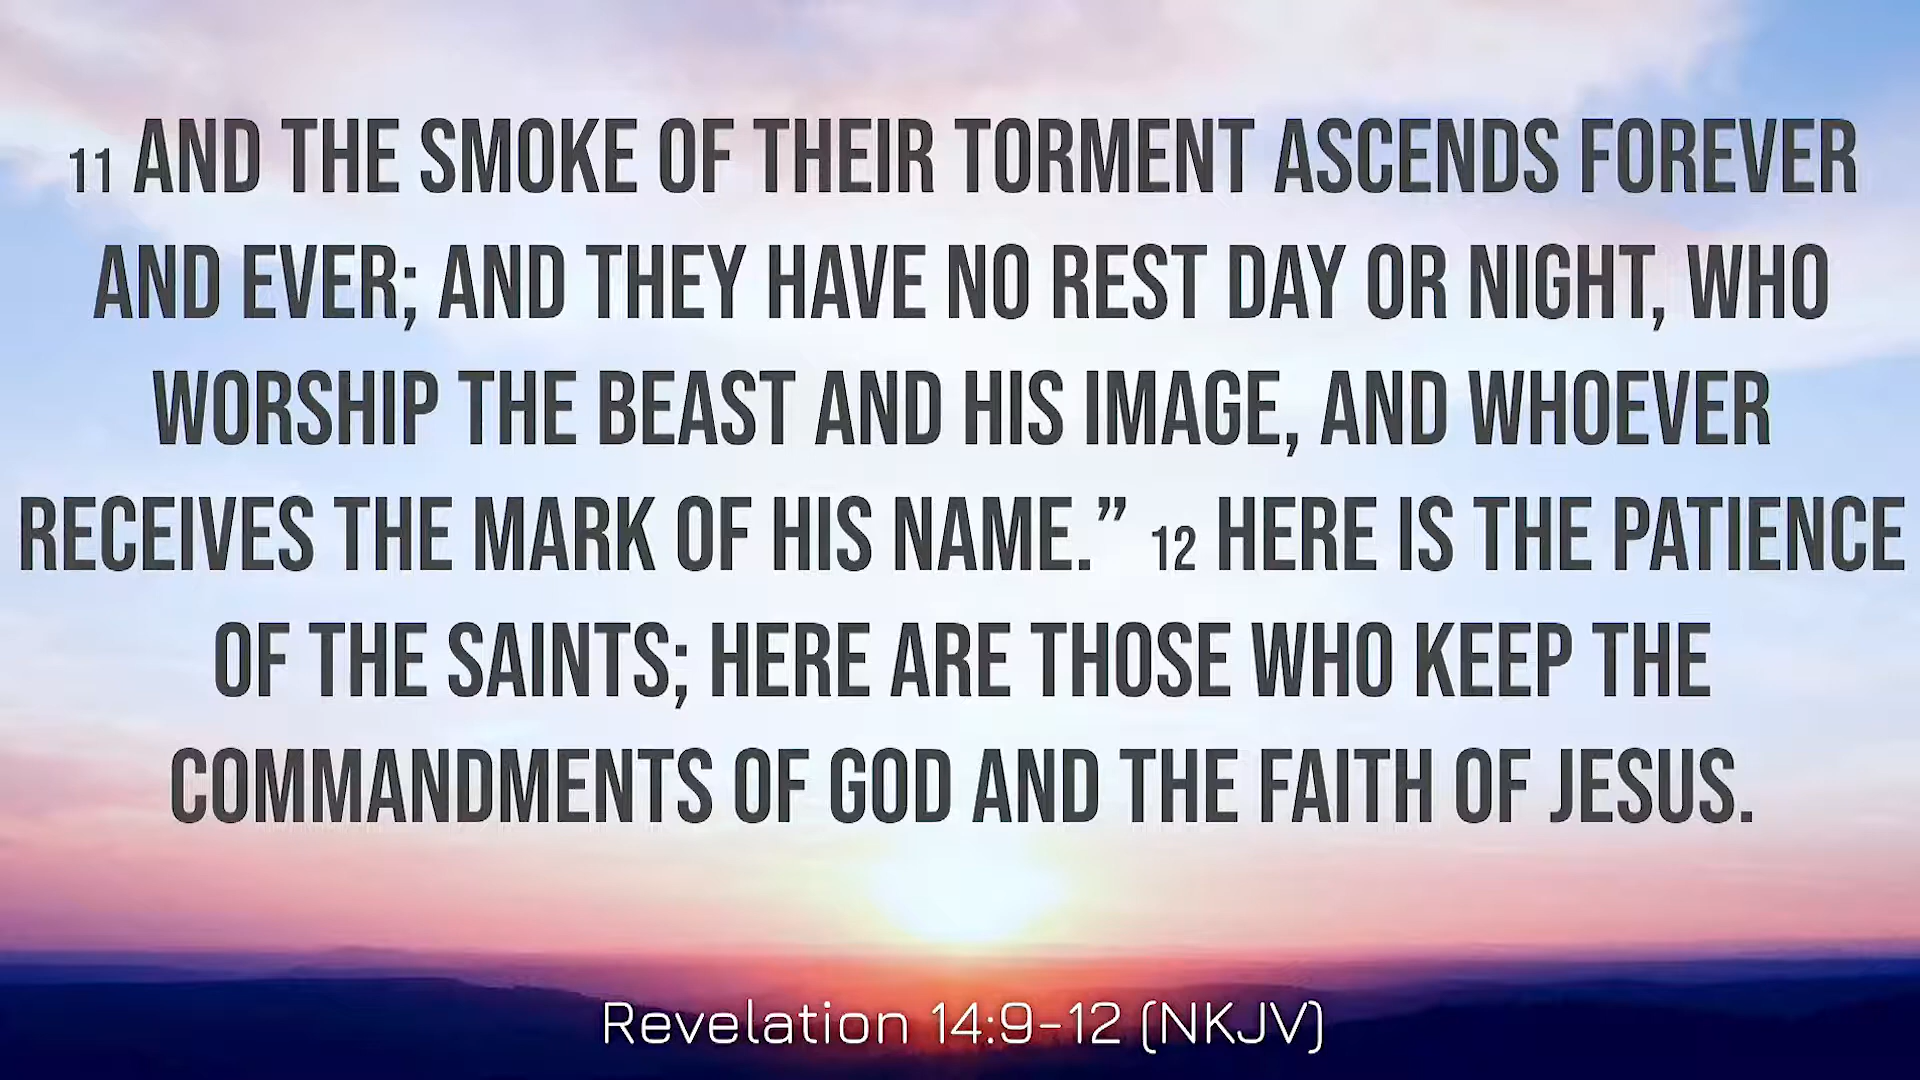 11 AND THE SMOKE OF THEIR TORMENT ASCENDS FOREVER
AND EVER; AND THEY HAVE NO REST DAY OR NIGHT, WHO
WORSHIP THE BEAST AND HIS IMAGE, AND WHOEVER
RECEIVES THE MARK OF HIS NAME.” 12 HERE IS THE PATIENCE
OF THE SAINTS; HERE ARE THOSE WHO KEEP THE
COMMANDMENTS OF GOD AND THE FAITH OF JESUS.
Revelation 14:9-12 (NKJV)